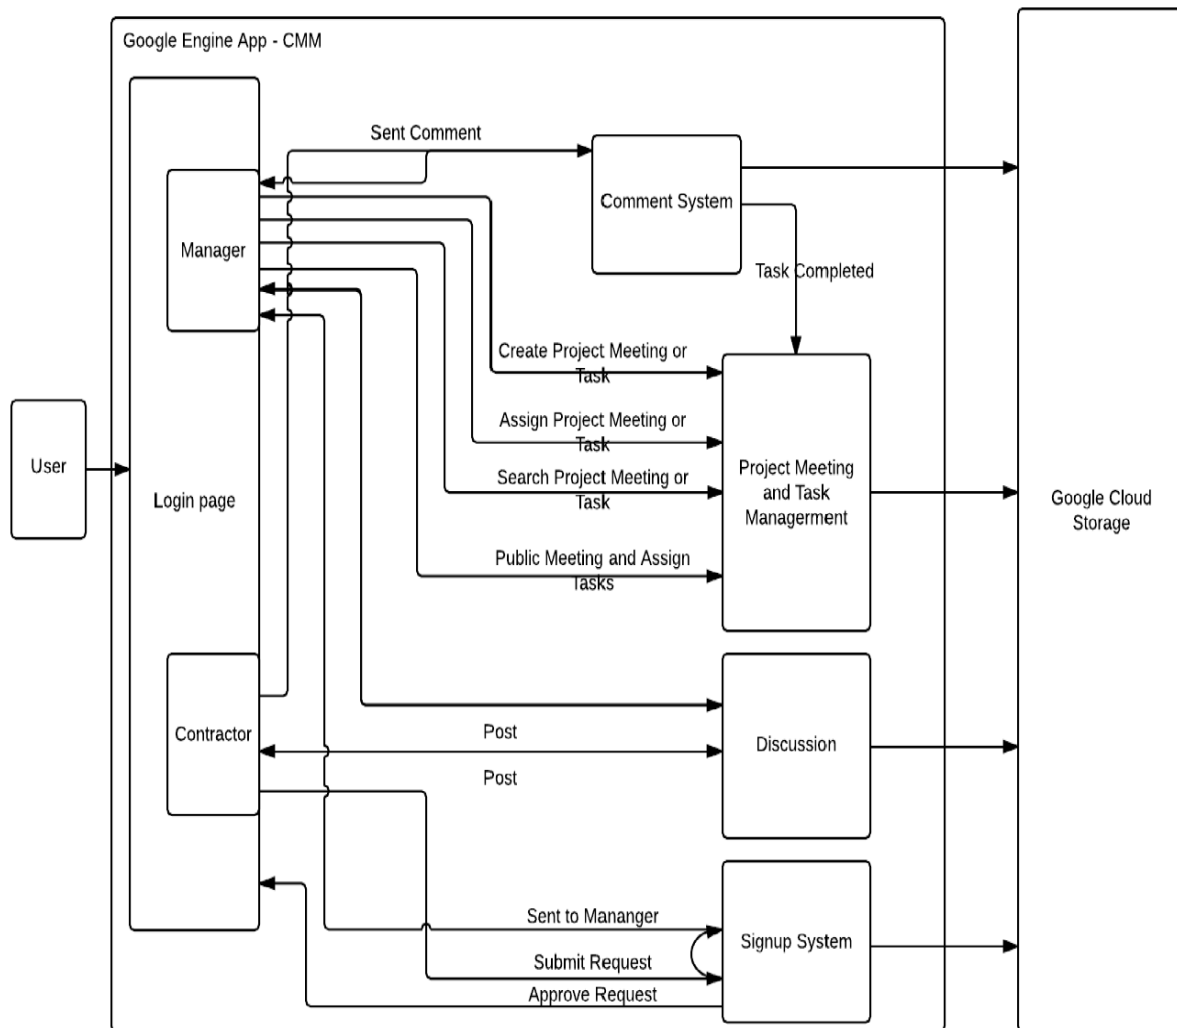 Google Engine App - CMM
Sent Comment
Comment System
Manager
Task Completed
Create Project Meeting or
Task
Assign Project Meeting or
Task
User
Login page
Search Project Meeting or
Task
Project Meeting
and Task
Managerment
Google Cloud
Storage
Public Meeting and Assign
Tasks
Contractor
Post
Discussion
Post
Sent to Mananger
Signup System
Submit Request
Approve Request